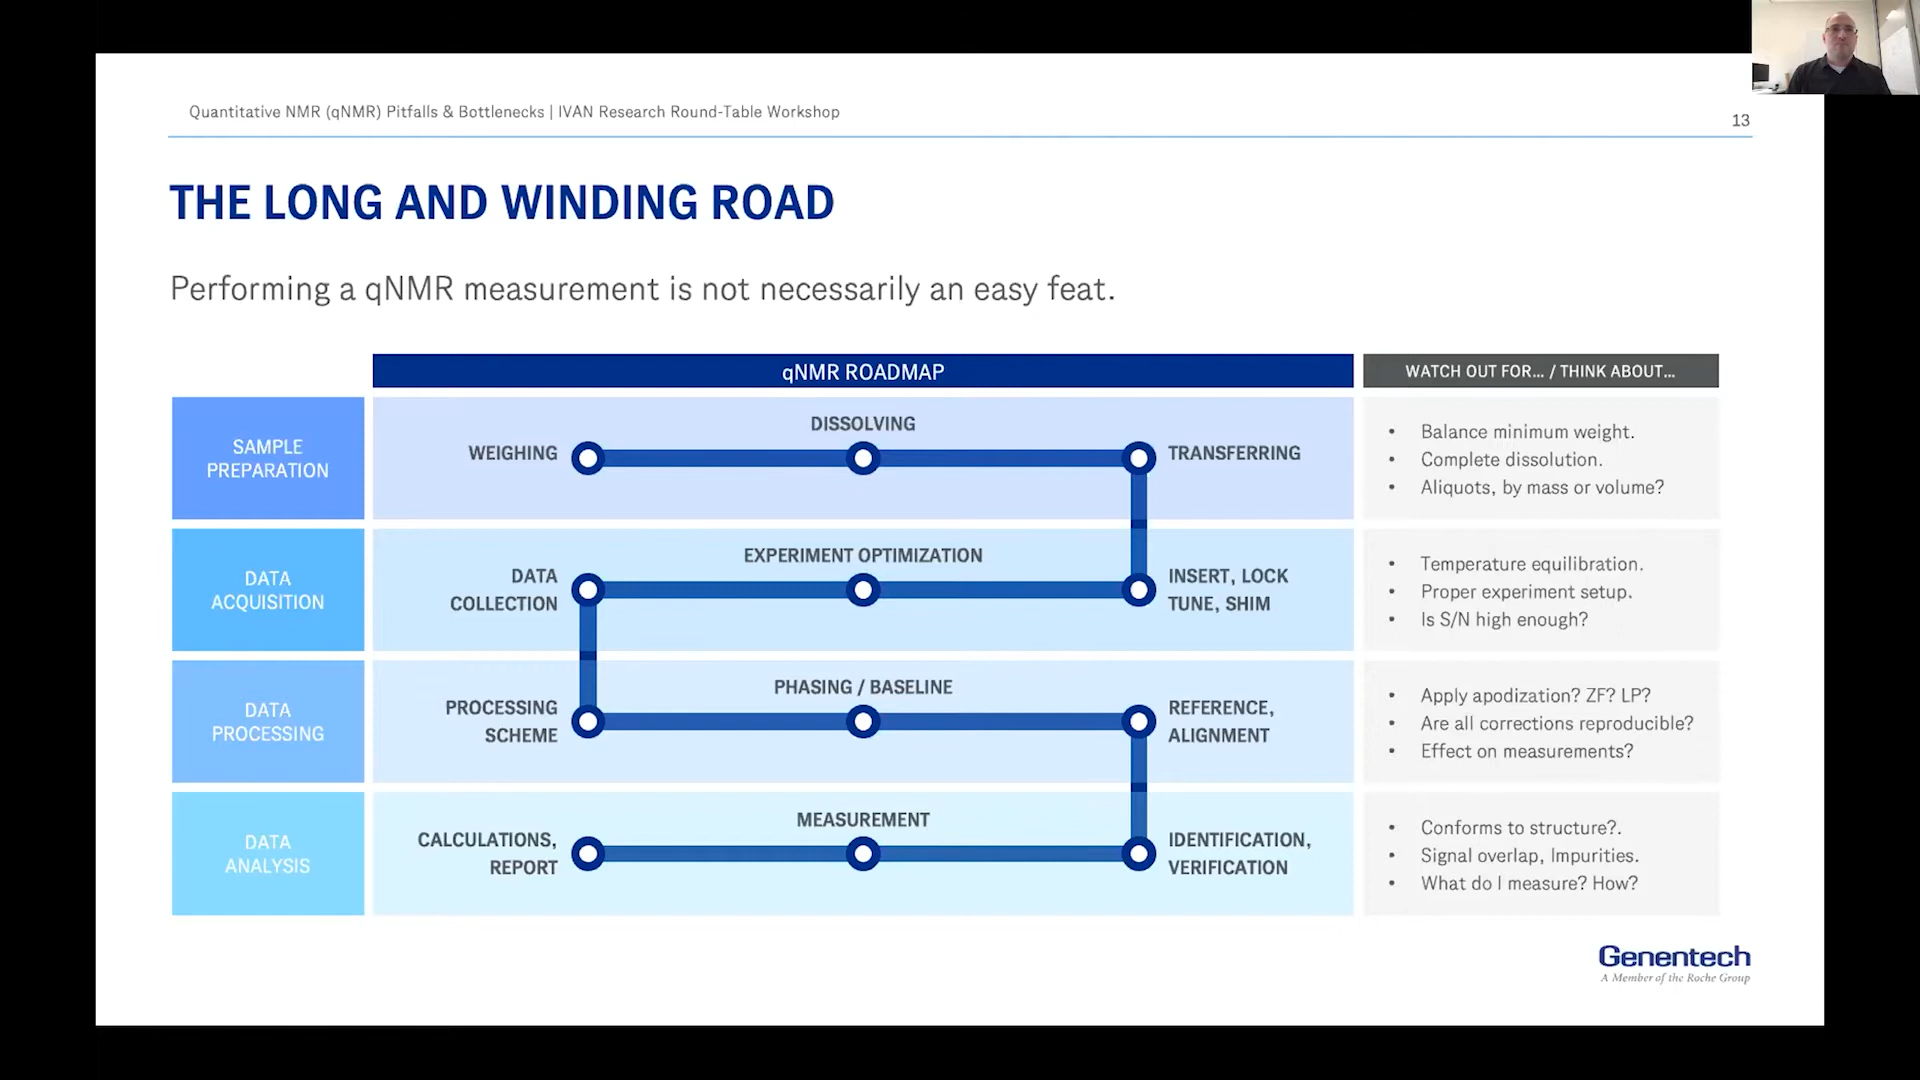 Quantitative NMR (qNMR) Pitfalls & Bottlenecks | IVAN Research Round-Table Workshop
13
THE LONG AND WINDING ROAD
Performing a qNMR measurement is not necessarily an easy feat.
qNMR ROADMAP
WATCH OUT FOR... / THINK ABOUT...
SAMPLE
PREPARATION
WEIGHING
DISSOLVING
TRANSFERRING
• Balance minimum weight.
• Complete dissolution.
• Aliquots, by mass or volume?
DATA
ACQUISITION
DATA
COLLECTION
EXPERIMENT OPTIMIZATION
INSERT, LOCK
TUNE, SHIM
• Temperature equilibration.
• Proper experiment setup.
• Is S/N high enough?
DATA
PROCESSING
PROCESSING
SCHEME
PHASING / BASELINE
REFERENCE,
ALIGNMENT
• Apply apodization? ZF? LP?
• Are all corrections reproducible?
• Effect on measurements?
DATA
ANALYSIS
CALCULATIONS,
REPORT
MEASUREMENT
IDENTIFICATION,
VERIFICATION
• Conforms to structure?.
• Signal overlap, Impurities.
• What do I measure? How?
Genentech
A Member of the Roche Group